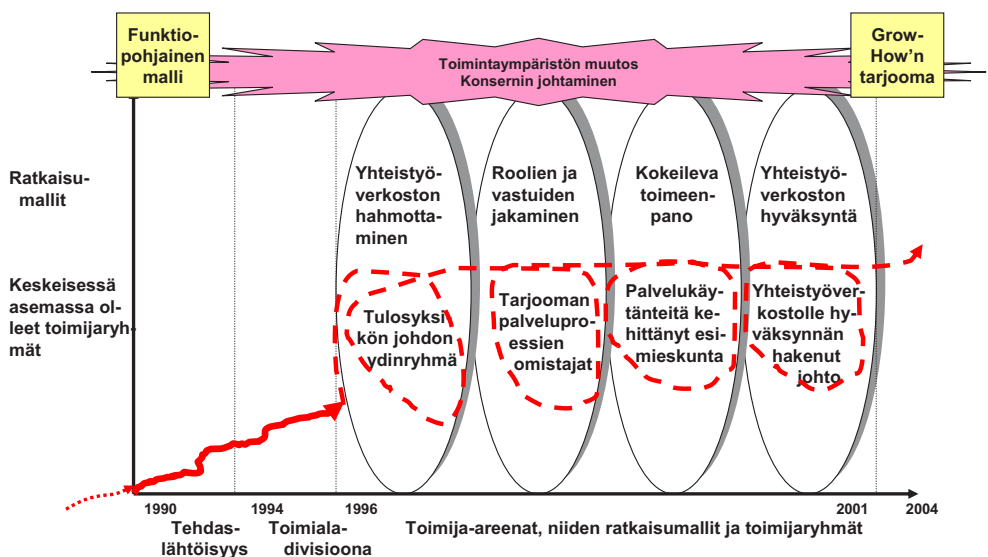 Funktio-
pohjainen
malli
Toimintaympäristön muutos
Konsernin johtaminen
Grow-
How'n
tarjooma
Ratkaisu-
mallit
Yhteistyö-
verkoston
hahmotta-
minen
Roolien ja
vastuiden
jakaminen
Kokeileva
toimeen-
pano
Yhteistyö-
verkoston
hyväksyntä
Keskeisessä
asemassa ol-
leet toimijaryh-
mät
Tulosyksi
kön johdon
ydinryhmä
Tarjooman
palvelupro-
essien
omistajat
Palvelukäy-
tänteitä ke-
hittänyt esi-
mieskunta
Yhteistyöver-
kostolle hy-
väksynnän
hakenut
johto
1990
1994
1996
2001
2004
Tehdas-
lähtöisyys
Toimiala-
divisioona
Toimija-areenat, niiden ratkaisumallit ja toimijaryhmät